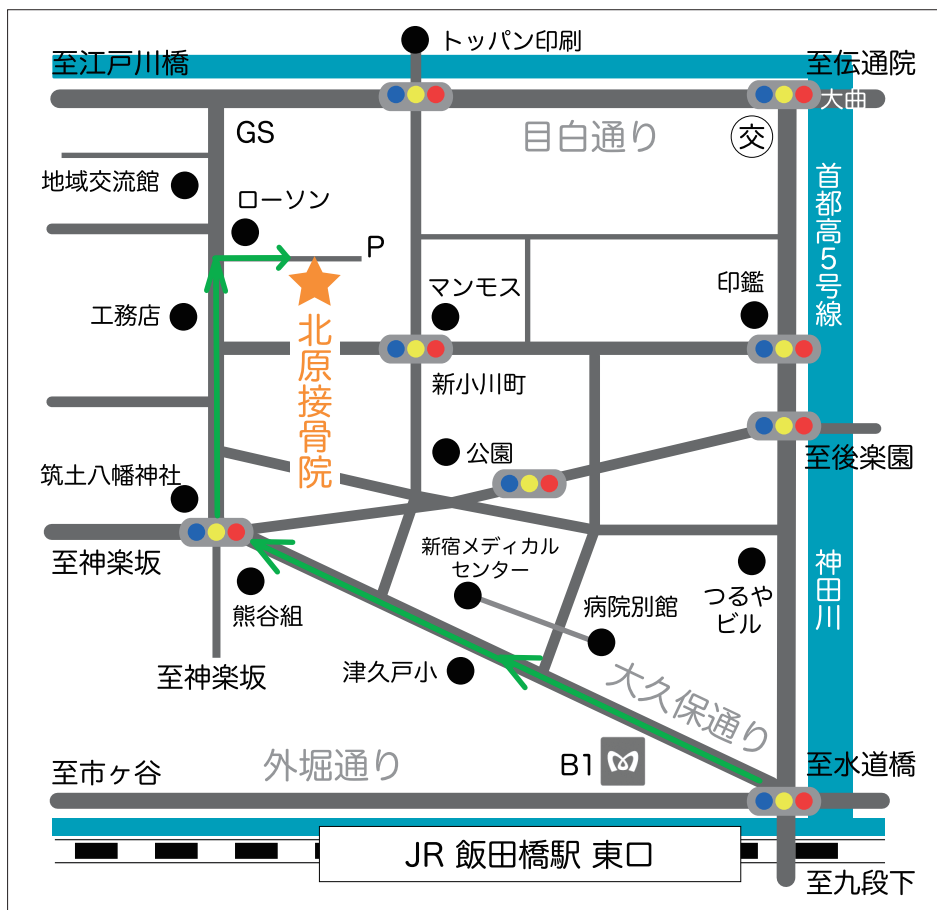 トッパン印刷
至江戸川橋
至伝通院
大曲
GS
目白通り
交
地域交流館
ローソン
首都高5号線
P
マンモス
印鑑
工務店
北原接骨院
新小川町
公園
至後楽園
筑土八幡神社
至神楽坂
新宿メディカル
センター
神田川
熊谷組
病院別館
つるや
ビル
至神楽坂
津久戸小
大久保通り
外堀通り
B1
至市ヶ谷
至水道橋
JR 飯田橋駅 東口
至九段下